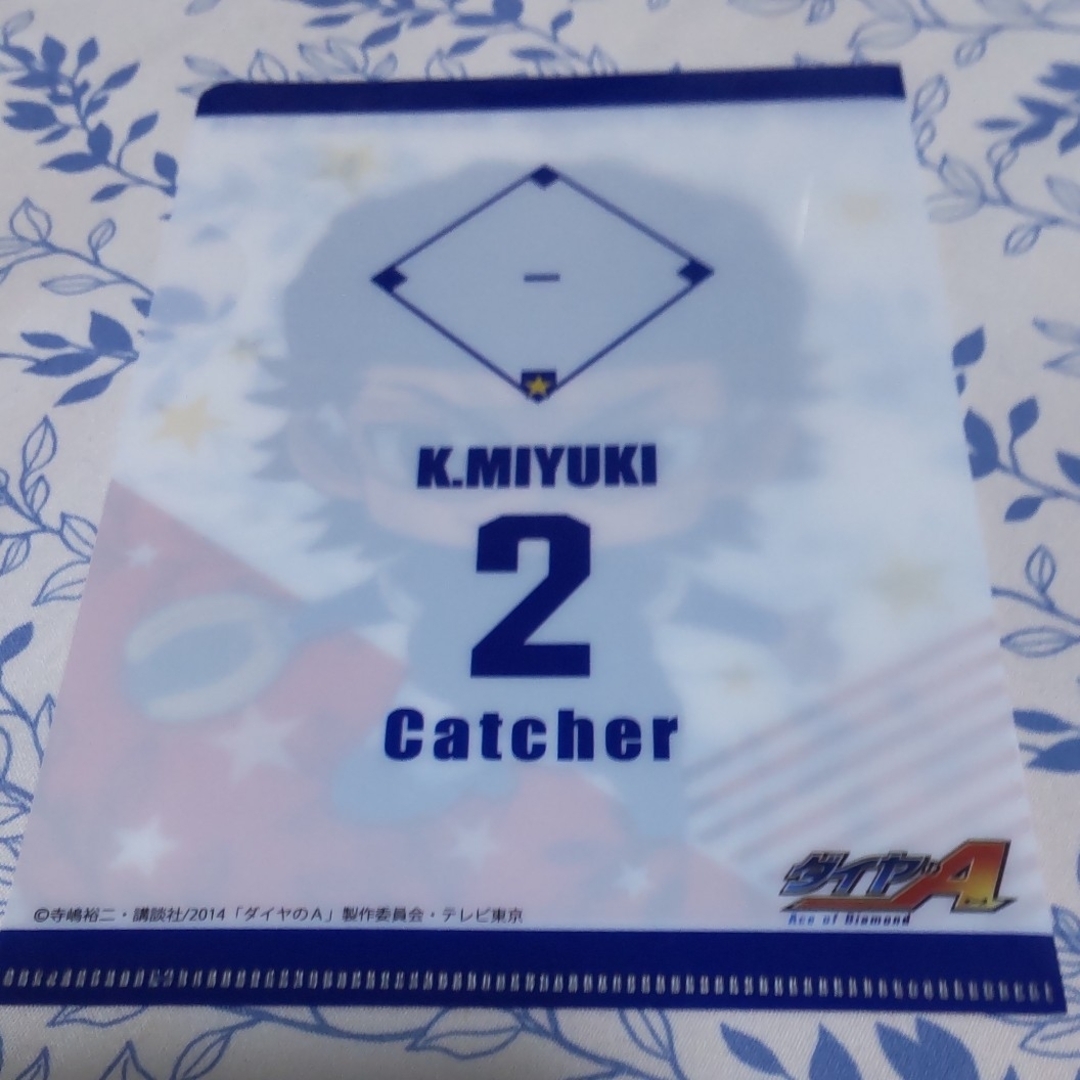 K.MIYUKI
2
Catcher
ダイヤのA
Ace of Diamond
©寺嶋裕二・講談社/2014「ダイヤのA」製作委員会・テレビ東京